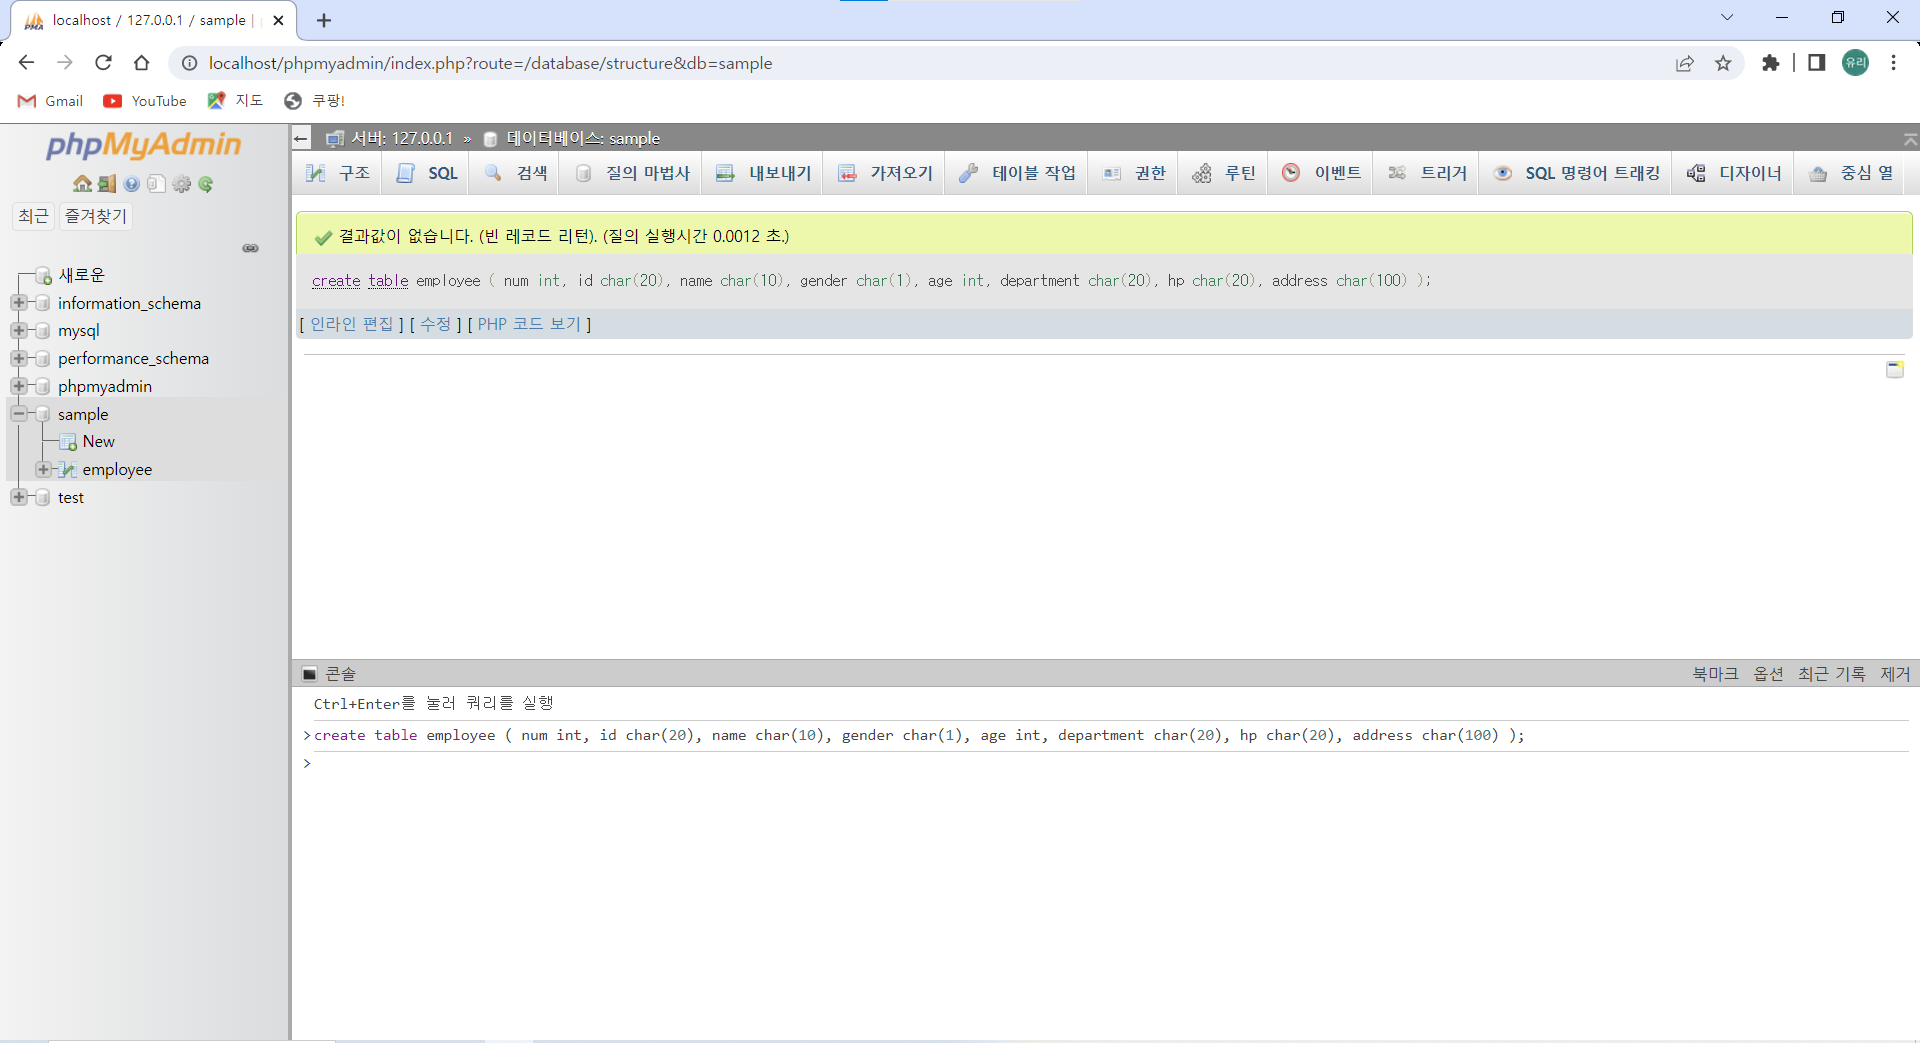 localhost / 127.0.0.1 / sample |
localhost/phpmyadmin/index.php?route=/database/structure&db=sample
유리
Gmail YouTube 지도 쿠팡!
phpMyAdmin
최근 즐겨찾기
새로운
information_schema
mysql
performance_schema
phpmyadmin
sample
New
employee
test
서버: 127.0.0.1 » 데이터베이스: sample
구조 SQL 검색 질의 마법사 내보내기 가져오기 테이블 작업 권한 루틴 이벤트 트리거 SQL 명령어 트래킹 디자이너 중심 열
결과값이 없습니다. (빈 레코드 리턴). (질의 실행시간 0.0012 초.)
create table employee ( num int, id char(20), name char(10), gender char(1), age int, department char(20), hp char(20), address char(100) );
[ 인라인 편집 ] [ 수정 ] [ PHP 코드 보기 ]
콘솔 북마크 옵션 최근 기록 제거
Ctrl+Enter를 눌러 쿼리를 실행
>create table employee ( num int, id char(20), name char(10), gender char(1), age int, department char(20), hp char(20), address char(100) );
>